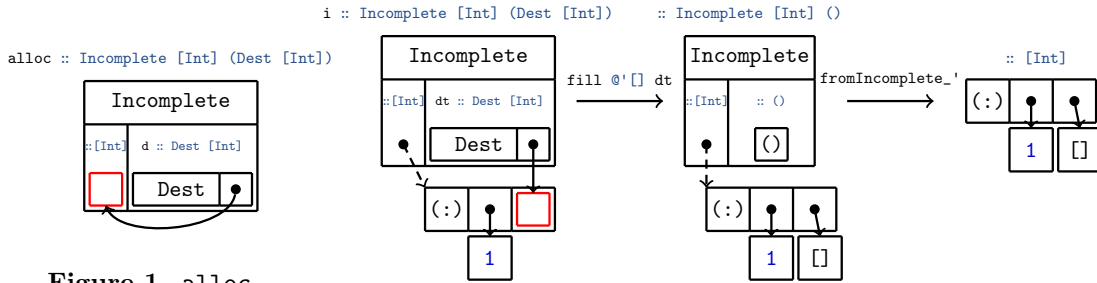 i :: Incomplete [Int] (Dest [Int])
:: Incomplete [Int] ()
alloc :: Incomplete [Int] (Dest [Int])
Incomplete
::[Int]
d :: Dest [Int]
Dest
Incomplete
::[Int]
dt :: Dest [Int]
Dest
(:)
1
fill @'[] dt
Incomplete
::[Int]
:: ()
()
(:)
1
[]
fromIncomplete_'
:: [Int]
(:)
1
[]
Figure 1. alloc